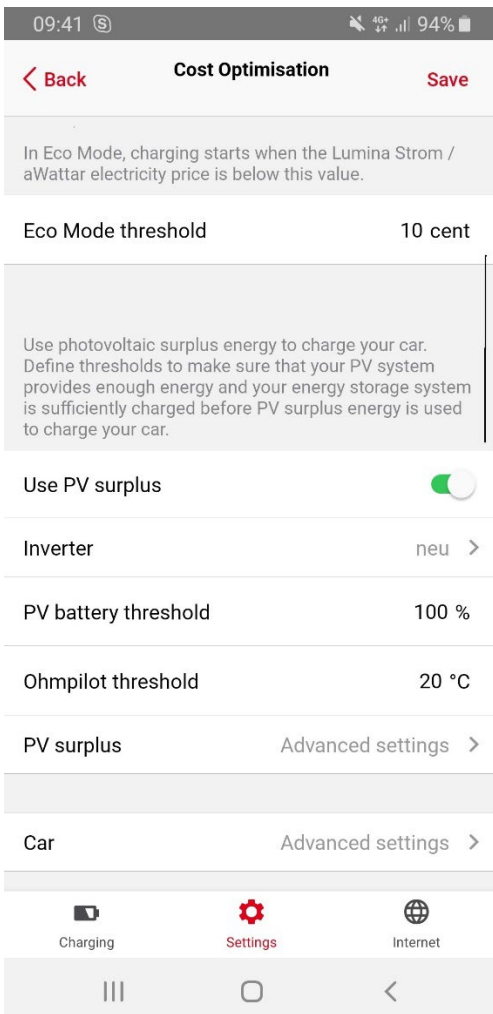 09:41 S 4G+ 94%
Back Cost Optimisation Save
In Eco Mode, charging starts when the Lumina Strom /
aWattar electricity price is below this value.
Eco Mode threshold 10 cent
Use photovoltaic surplus energy to charge your car.
Define thresholds to make sure that your PV system
provides enough energy and your energy storage system
is sufficiently charged before PV surplus energy is used
to charge your car.
Use PV surplus
Inverter neu
PV battery threshold 100 %
Ohmpilot threshold 20 °C
PV surplus Advanced settings
Car Advanced settings
Charging Settings Internet